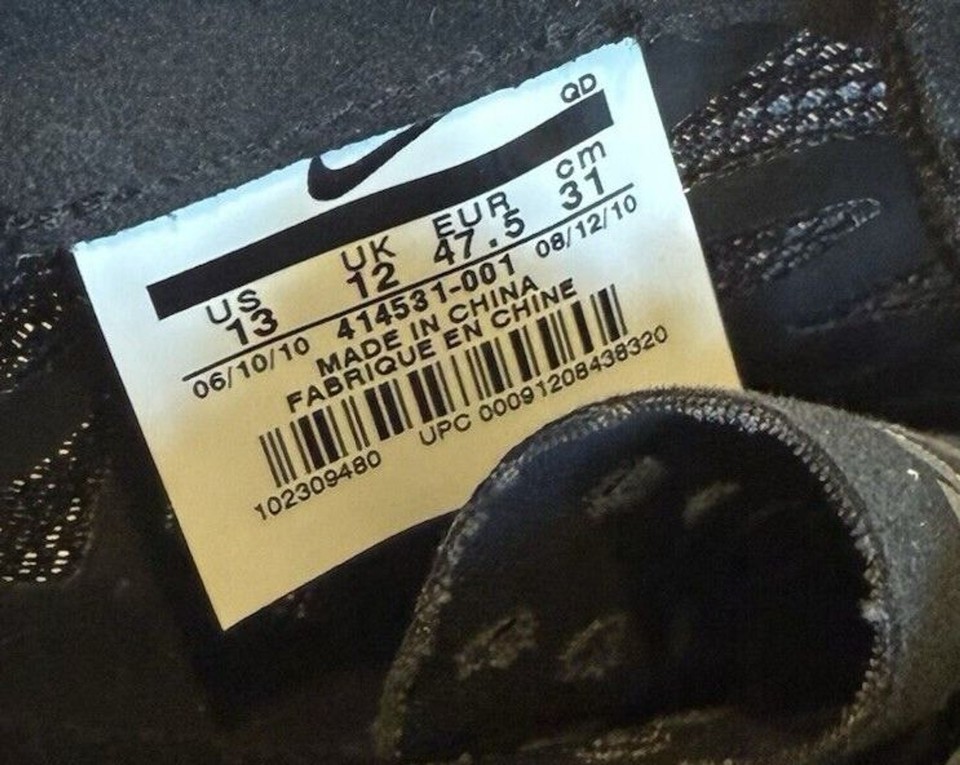 QD
US UK EUR cm
13 12 47.5 31
06/10/10 414531-001 08/12/10
MADE IN CHINA
FABRIQUE EN CHINE
102309480 UPC 00091208438320